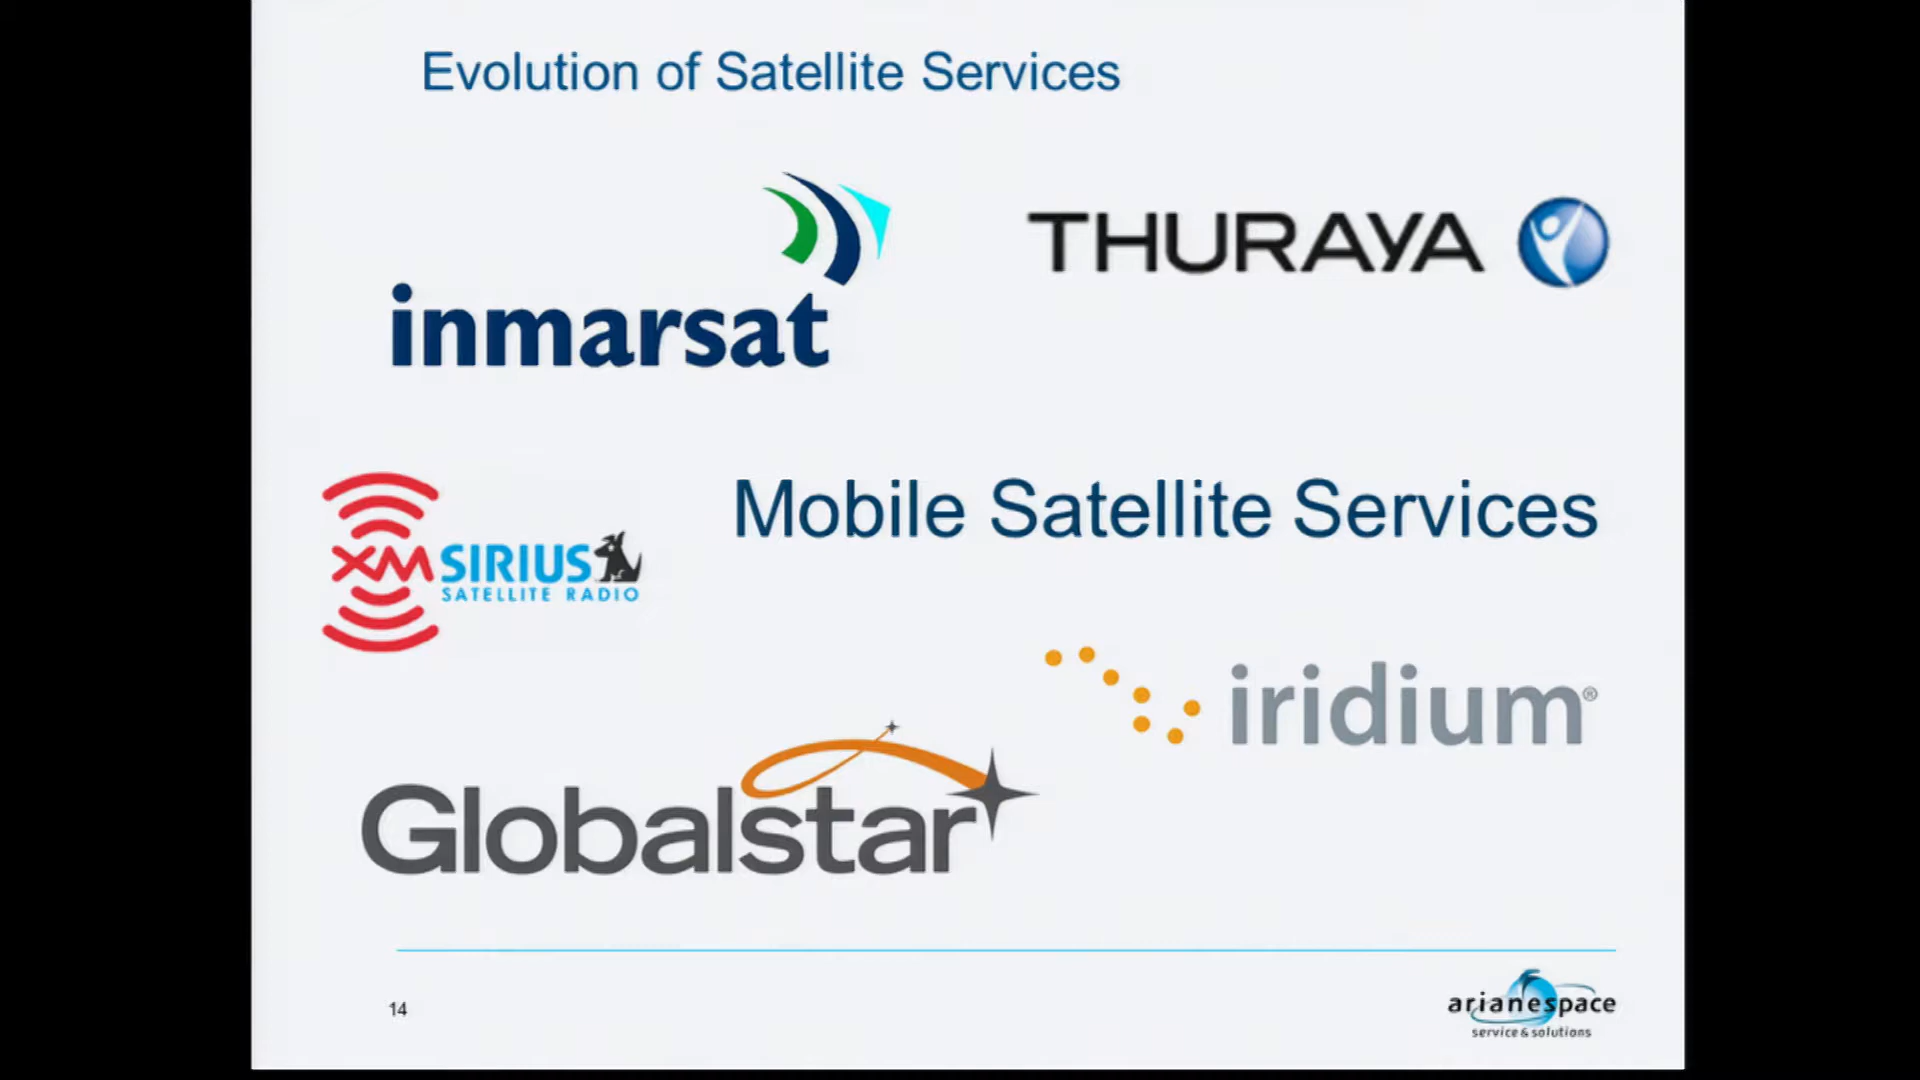 Evolution of Satellite Services
inmarsat
THURAYA
XM
SIRIUS
SATELLITE RADIO
Mobile Satellite Services
iridium®
Globalstar
14
arianespace
service & solutions